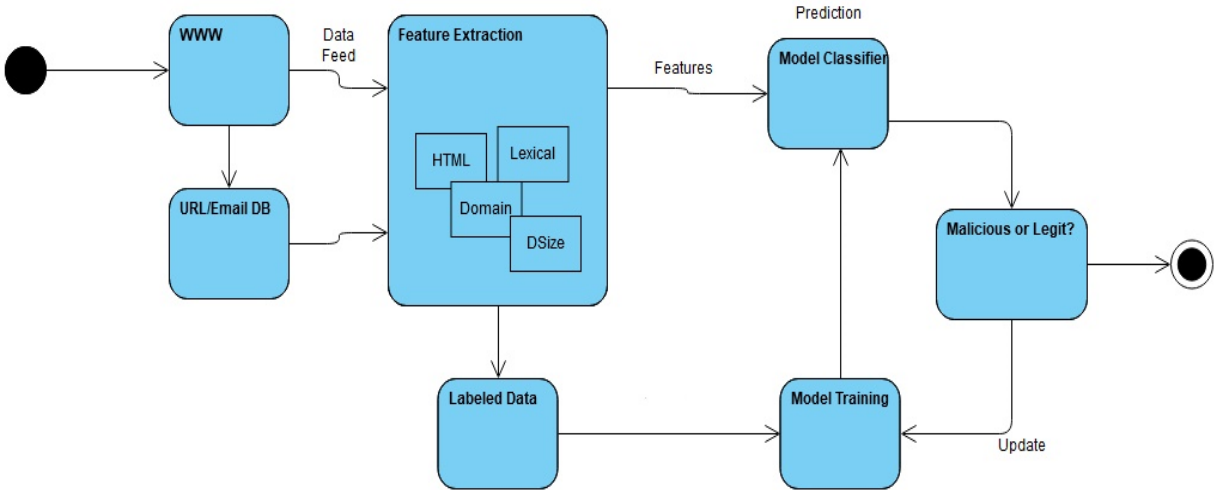 Prediction
WWW
Data
Feed
Feature Extraction
Model Classifier
Features
HTML
Lexical
Domain
DSize
URL/Email DB
Malicious or Legit?
Labeled Data
Model Training
Update